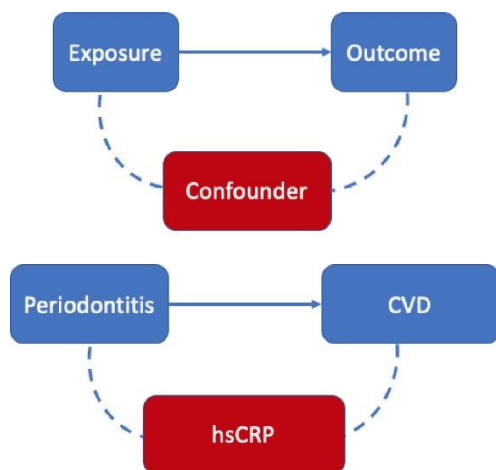 Exposure
Outcome
Confounder
Periodontitis
CVD
hsCRP